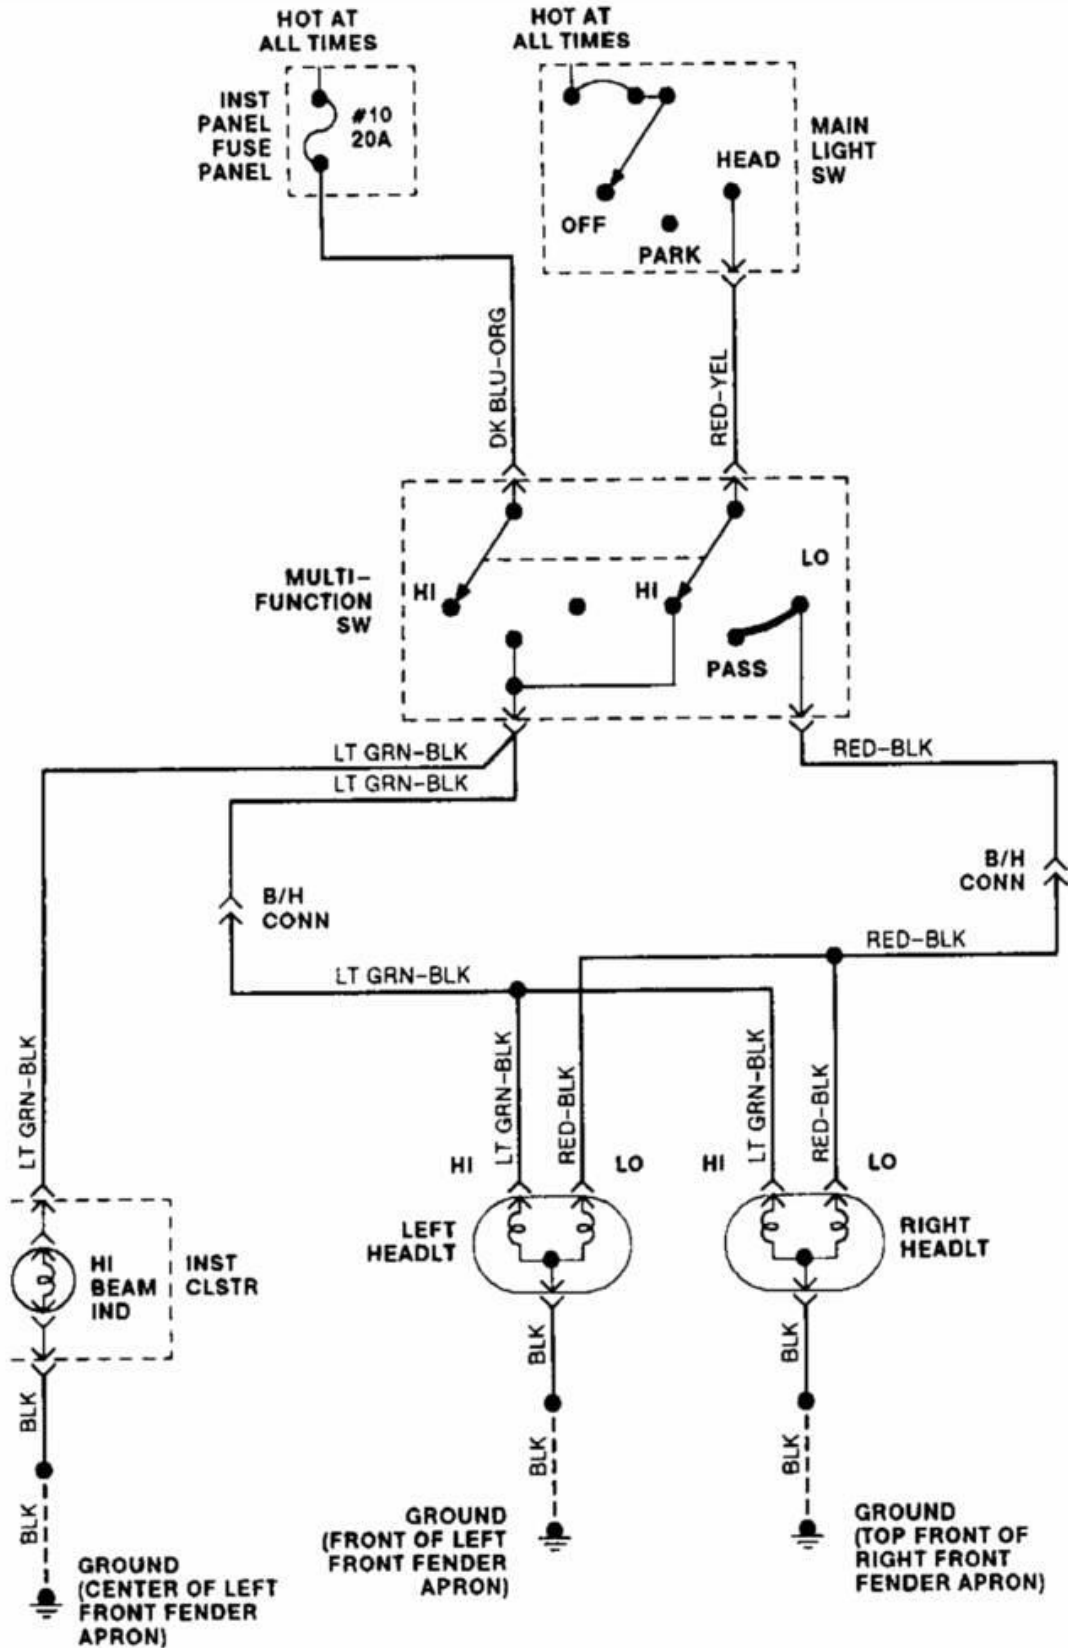 HOT AT
ALL TIMES
HOT AT
ALL TIMES
INST
PANEL
FUSE
PANEL
#10
20A
MAIN
LIGHT
SW
HEAD
OFF
PARK
DK BLU-ORG
RED-YEL
MULTI-
FUNCTION
SW
HI
HI
LO
PASS
LT GRN-BLK
LT GRN-BLK
RED-BLK
B/H
CONN
B/H
CONN
RED-BLK
LT GRN-BLK
LT GRN-BLK
LT GRN-BLK
RED-BLK
LT GRN-BLK
RED-BLK
HI
LO
HI
LO
LEFT
HEADLT
RIGHT
HEADLT
HI
BEAM
IND
INST
CLSTR
BLK
BLK
BLK
BLK
BLK
BLK
GROUND
(CENTER OF LEFT
FRONT FENDER
APRON)
GROUND
(FRONT OF LEFT
FRONT FENDER
APRON)
GROUND
(TOP FRONT OF
RIGHT FRONT
FENDER APRON)